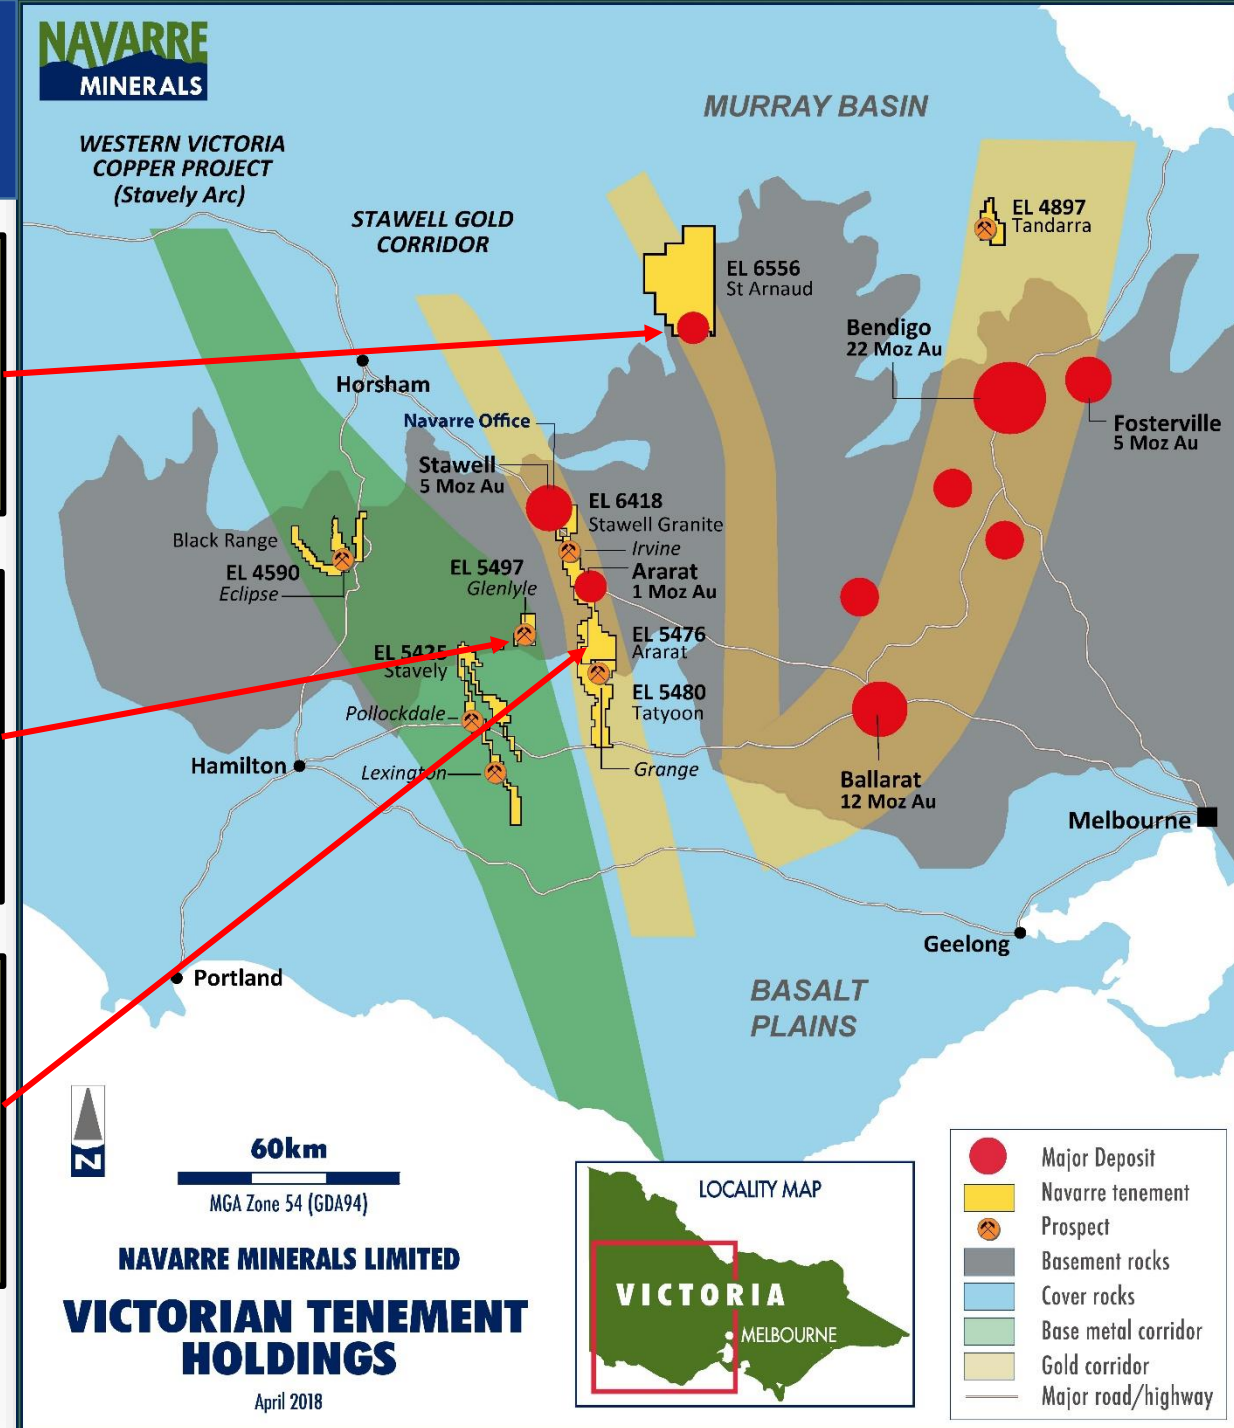 NAVARRE
MINERALS
MURRAY BASIN
WESTERN VICTORIA
COPPER PROJECT
(Stavely Arc)
STAWELL GOLD
CORRIDOR
EL 4897
Tandarra
EL 6556
St Arnaud
Bendigo
22 Moz Au
Horsham
Navarre Office
Fosterville
5 Moz Au
Stawell
5 Moz Au
EL 6418
Stawell Granite
Irvine
Black Range
EL 4590
Eclipse
EL 5497
Glenlyle
Ararat
1 Moz Au
EL 5425
Stavely
EL 5476
Ararat
EL 5480
Tatyoon
Pollockdale
Hamilton
Lexington
Grange
Ballarat
12 Moz Au
Melbourne
Geelong
Portland
BASALT
PLAINS
N
60km
MGA Zone 54 (GDA94)
NAVARRE MINERALS LIMITED
VICTORIAN TENEMENT
HOLDINGS
April 2018
LOCALITY MAP
VICTORIA
MELBOURNE
Major Deposit
Navarre tenement
Prospect
Basement rocks
Cover rocks
Base metal corridor
Gold corridor
Major road/highway